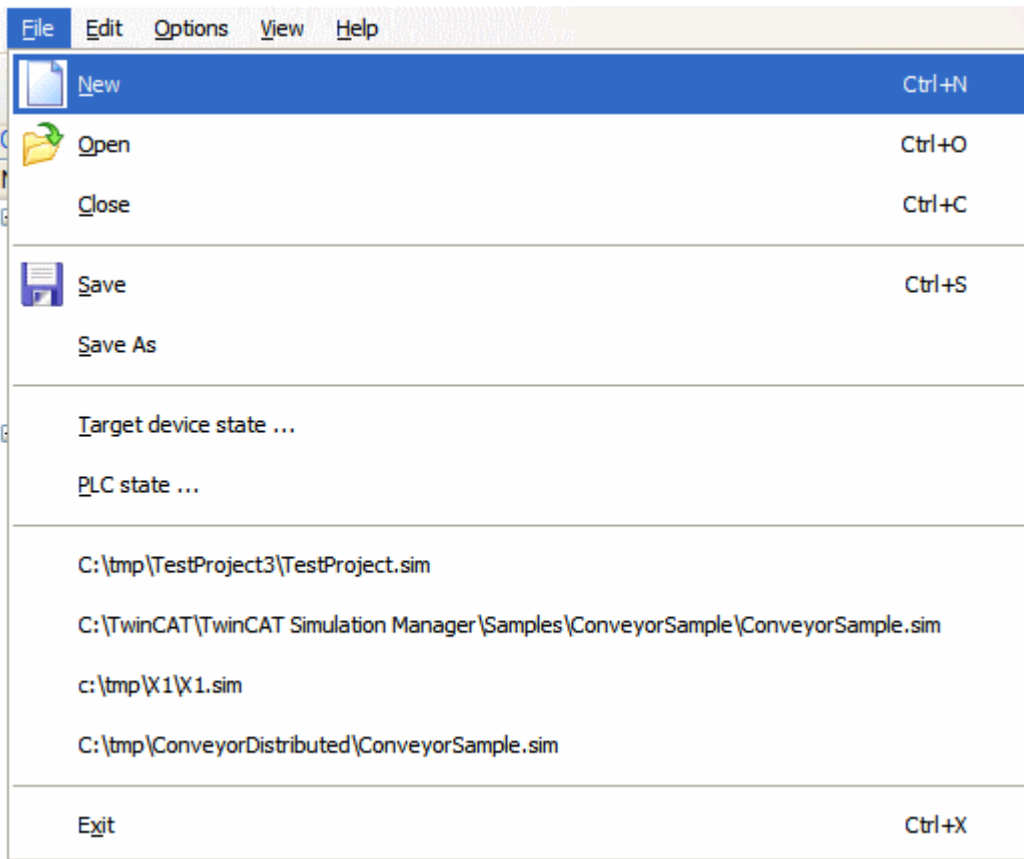 File Edit Options View Help
New Ctrl+N
Open Ctrl+O
Close Ctrl+C
Save Ctrl+S
Save As
Target device state ...
PLC state ...
C:\tmp\TestProject3\TestProject.sim
C:\TwinCAT\TwinCAT Simulation Manager\Samples\ConveyorSample\ConveyorSample.sim
c:\tmp\X1\X1.sim
C:\tmp\ConveyorDistributed\ConveyorSample.sim
Exit Ctrl+X